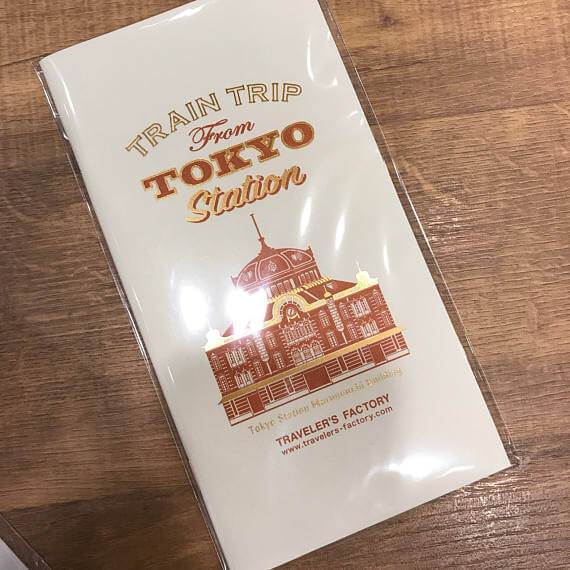 TRAIN TRIP
From
TOKYO
Station
Tokyo Station Marunouchi Building
TRAVELER'S FACTORY
www.travelers-factory.com